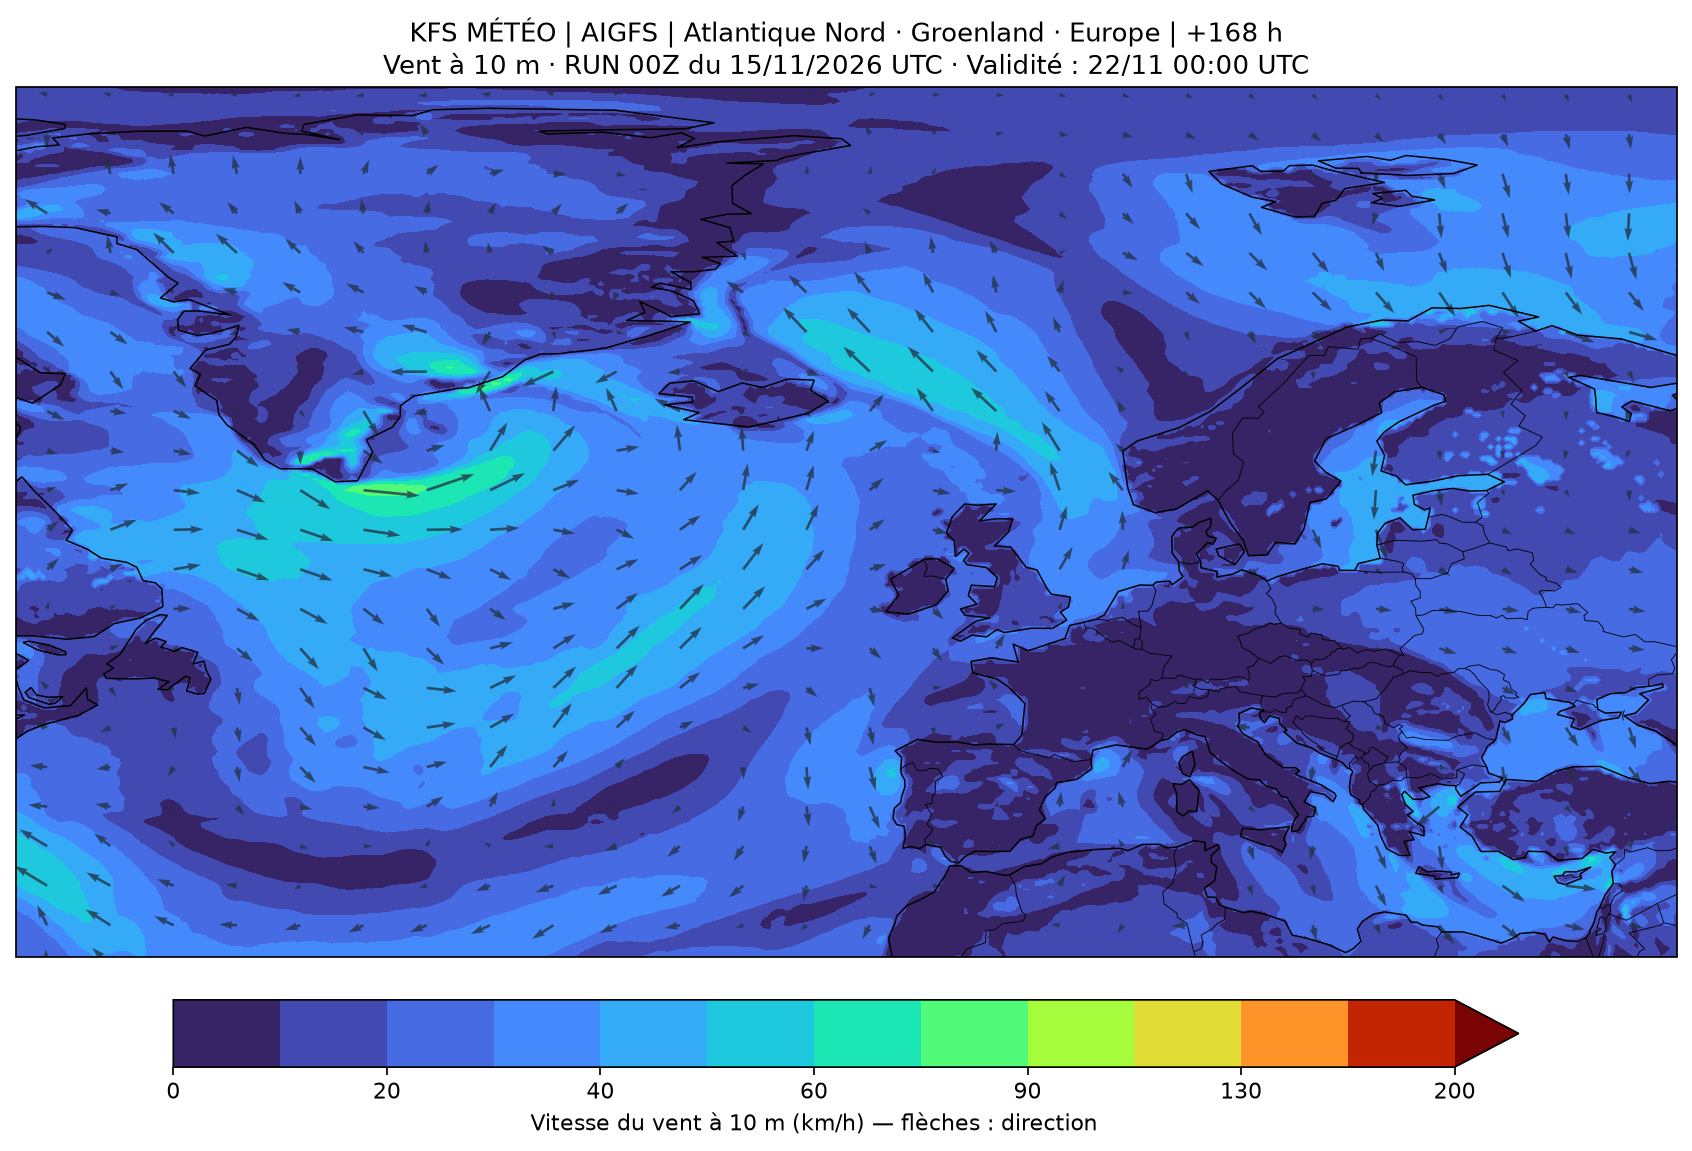 KFS MÉTÉO | AIGFS | Atlantique Nord · Groenland · Europe | +168 h
Vent à 10 m · RUN 00Z du 15/11/2026 UTC · Validité : 22/11 00:00 UTC
0 20 40 60 90 130 200
Vitesse du vent à 10 m (km/h) — flèches : direction